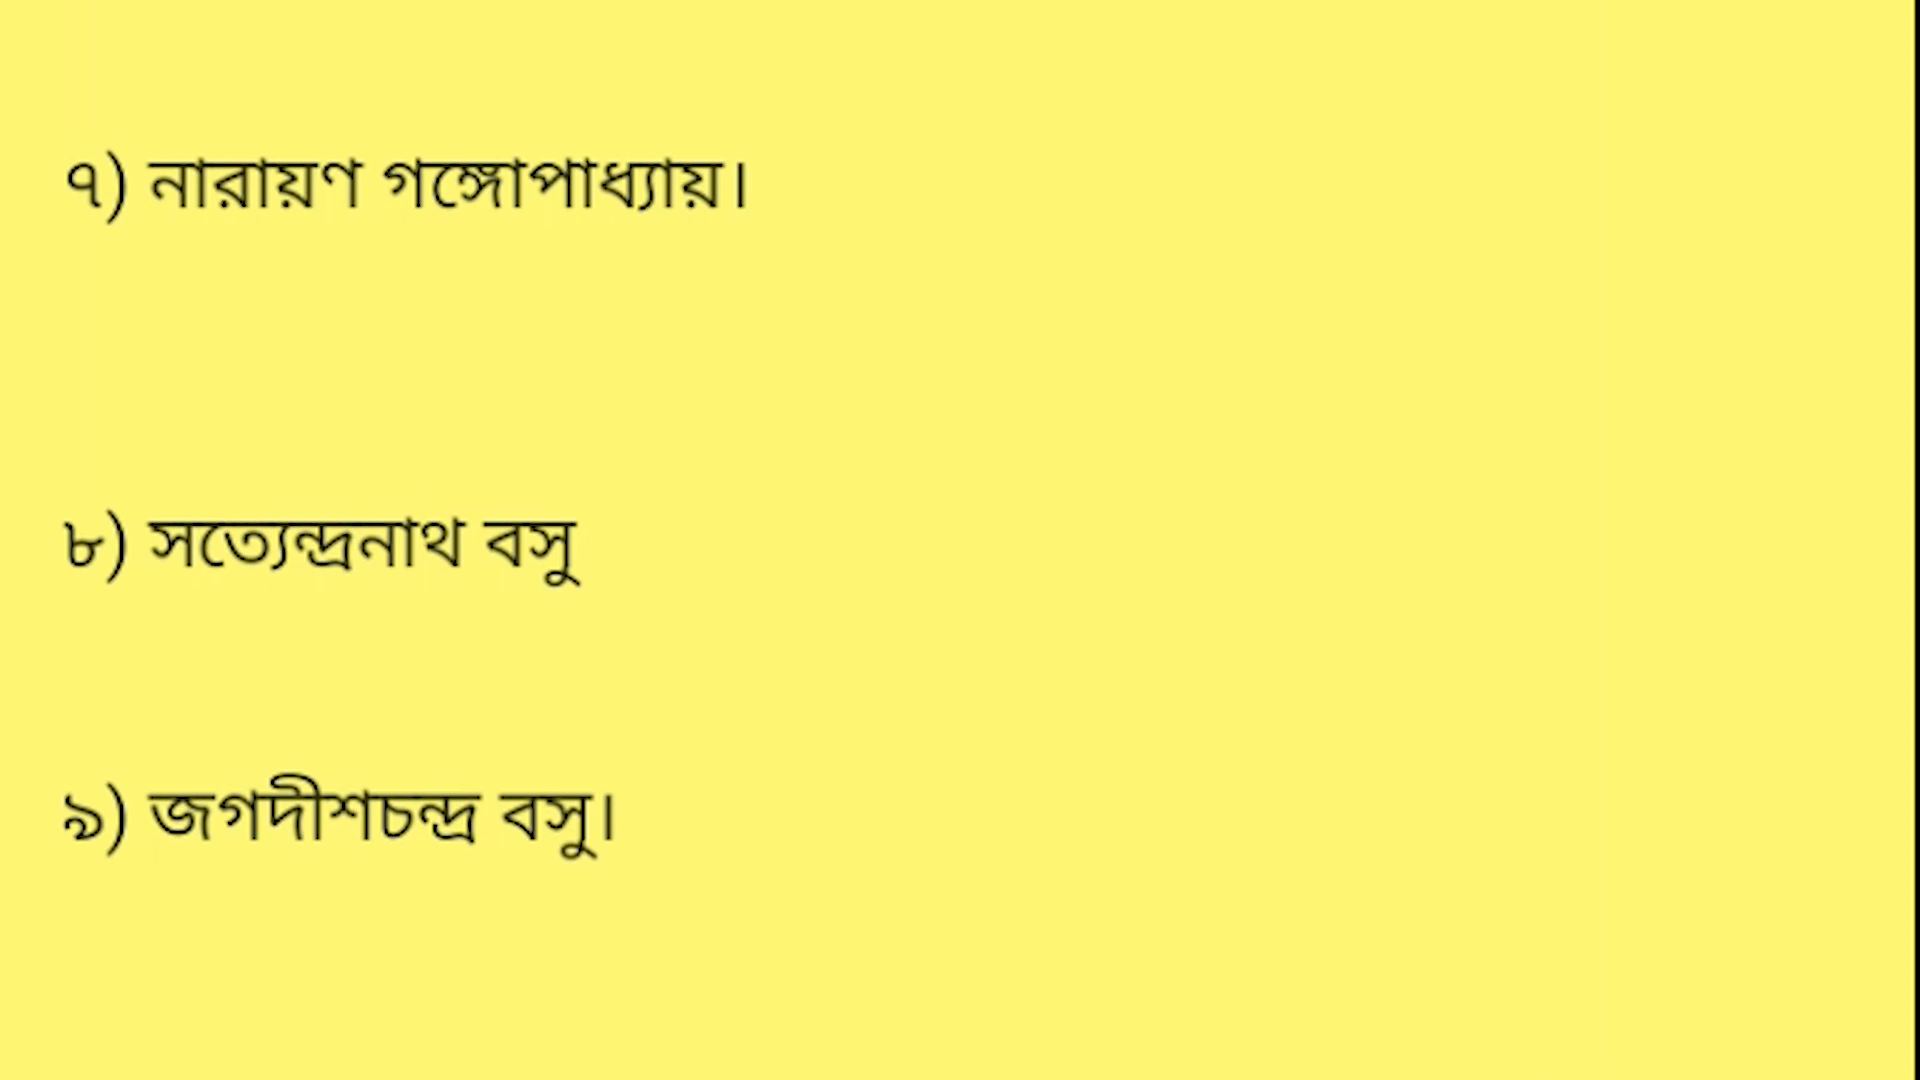 ৭) নারায়ণ গঙ্গোপাধ্যায়।
৮) সত্যেন্দ্রনাথ বসু
৯) জগদীশচন্দ্র বসু।